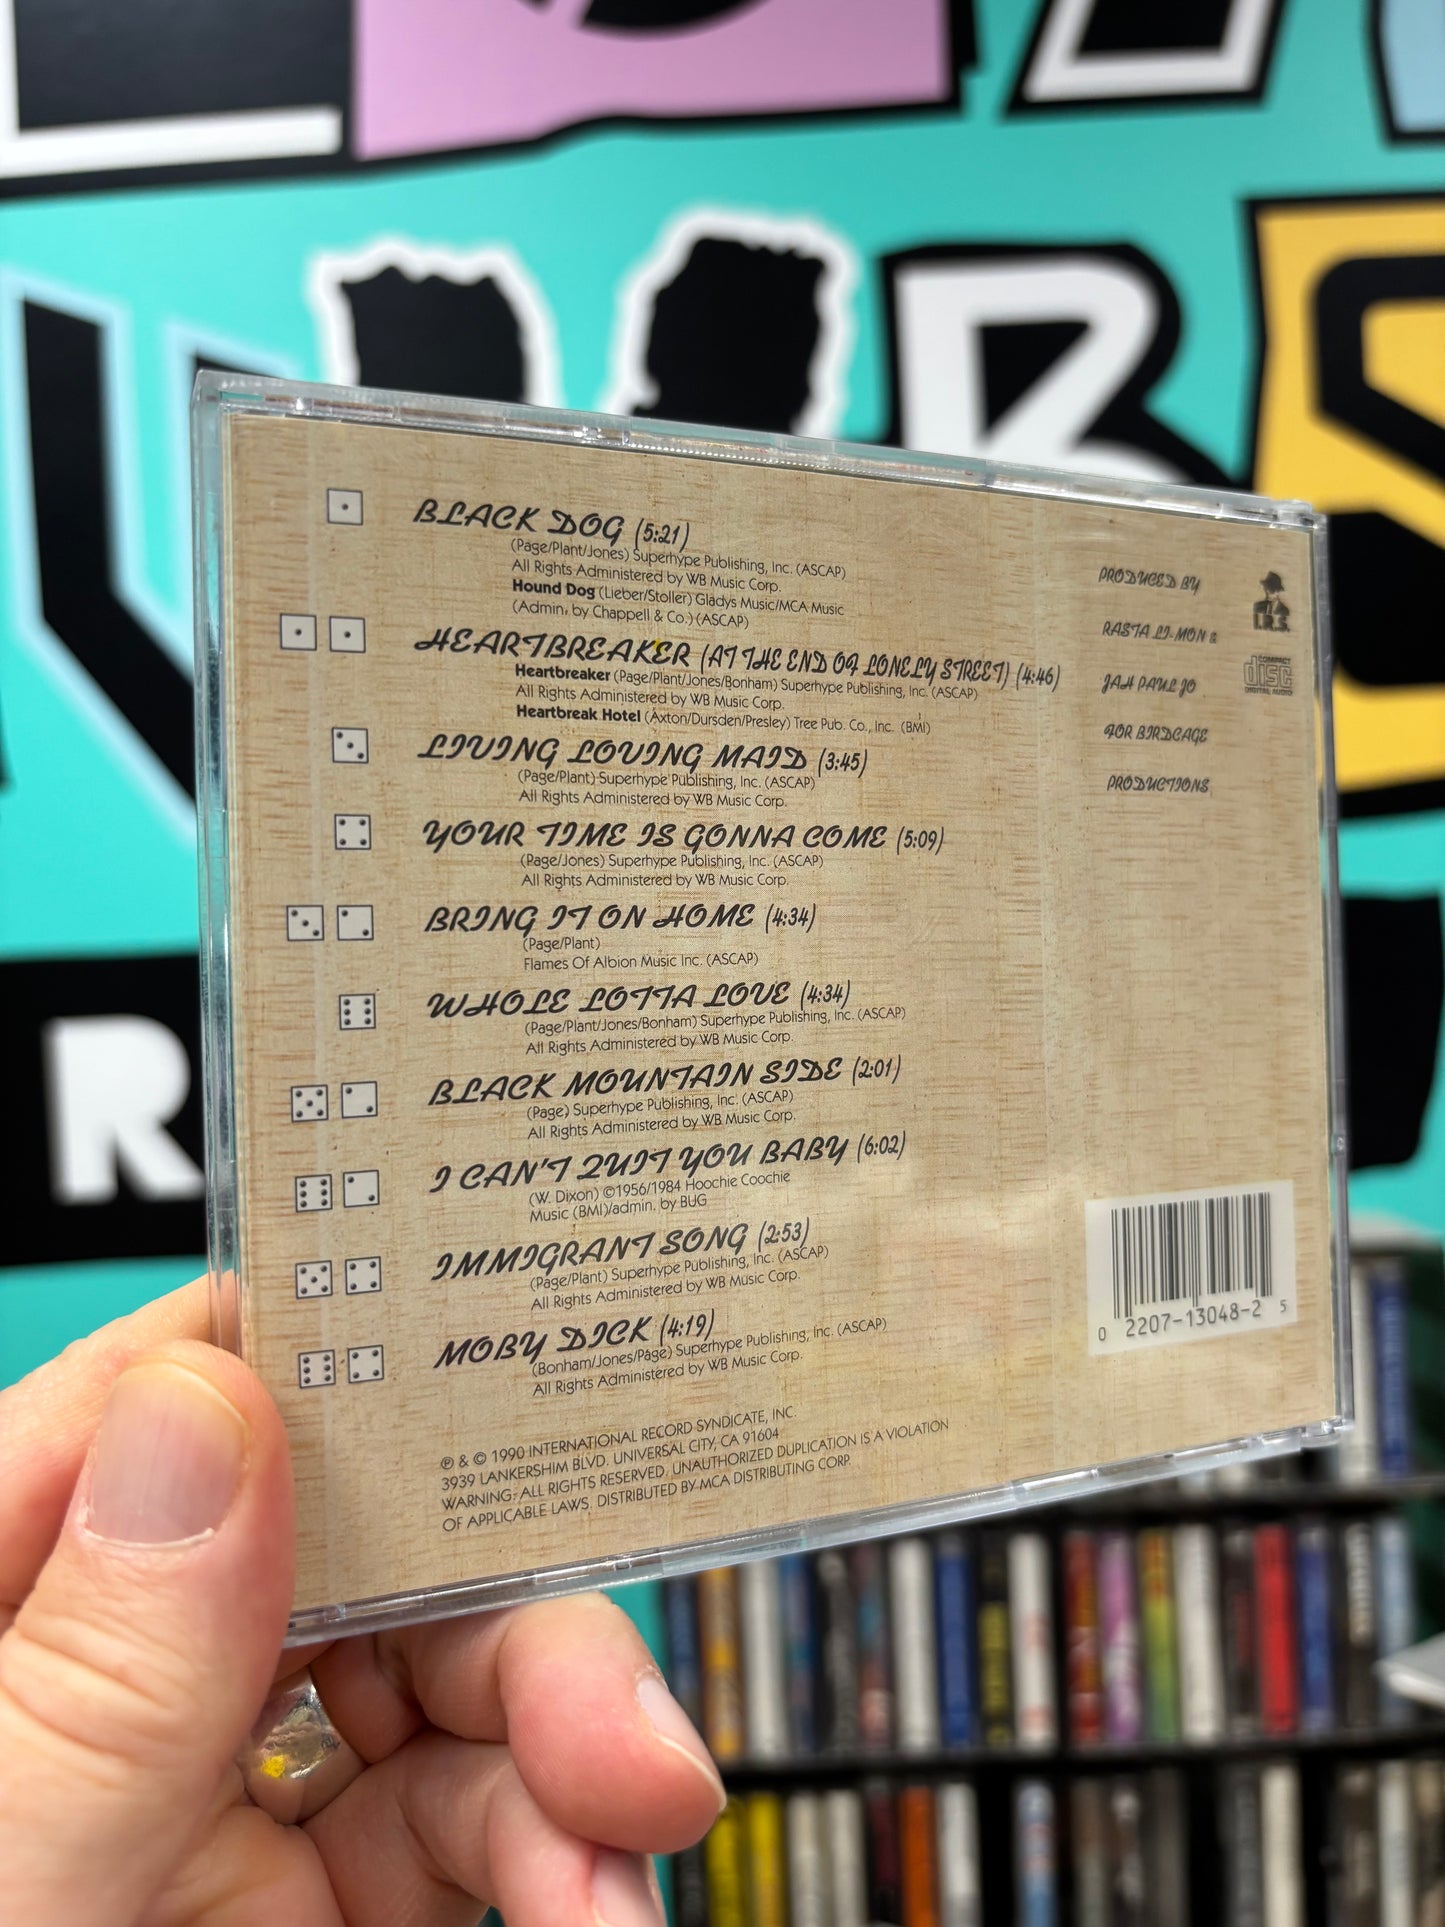 BLACK DOG (5:21)
(Page/Plant/Jones) Superhype Publishing, Inc. (ASCAP)
All Rights Administered by WB Music Corp.
Hound Dog (Lieber/Stoller) Gladys Music/MCA Music
(Admin. by Chappell & Co.) (ASCAP)
HEARTBREAKER (AT THE END OF LONELY STREET) (4:46)
Heartbreaker (Page/Plant/Jones/Bonham) Superhype Publishing, Inc. (ASCAP)
All Rights Administered by WB Music Corp.
Heartbreak Hotel (Axton/Dursden/Presley) Tree Pub. Co., Inc. (BMI)
LIVING LOVING MAID (3:45)
(Page/Plant) Superhype Publishing, Inc. (ASCAP)
All Rights Administered by WB Music Corp.
YOUR TIME IS GONNA COME (5:09)
(Page/Jones) Superhype Publishing, Inc. (ASCAP)
All Rights Administered by WB Music Corp.
BRING IT ON HOME (4:34)
(Page/Plant)
Flames Of Albion Music Inc. (ASCAP)
WHOLE LOTTA LOVE (4:34)
(Page/Plant/Jones/Bonham) Superhype Publishing, Inc. (ASCAP)
All Rights Administered by WB Music Corp.
BLACK MOUNTAIN SIDE (2:01)
(Page) Superhype Publishing, Inc. (ASCAP)
All Rights Administered by WB Music Corp.
I CAN'T QUIT YOU BABY (6:02)
(W. Dixon) ©1956/1984 Hoochie Coochie
Music (BMI)/admin. by BUG
IMMIGRANT SONG (2:53)
(Page/Plant) Superhype Publishing, Inc. (ASCAP)
All Rights Administered by WB Music Corp.
MOBY DICK (4:19)
(Bonham/Jones/Page) Superhype Publishing, Inc. (ASCAP)
All Rights Administered by WB Music Corp.
℗ & © 1990 INTERNATIONAL RECORD SYNDICATE, INC.
3939 LANKERSHIM BLVD. UNIVERSAL CITY, CA 91604
WARNING: ALL RIGHTS RESERVED. UNAUTHORIZED DUPLICATION IS A VIOLATION
OF APPLICABLE LAWS. DISTRIBUTED BY MCA DISTRIBUTING CORP.
PRODUCED BY
RASTA LI-MON &
JAH PAUL JO
FOR BIRDCAGE
PRODUCTIONS
I.R.S.
COMPACT
disc
DIGITAL AUDIO
0 2207-13048-2 5
R